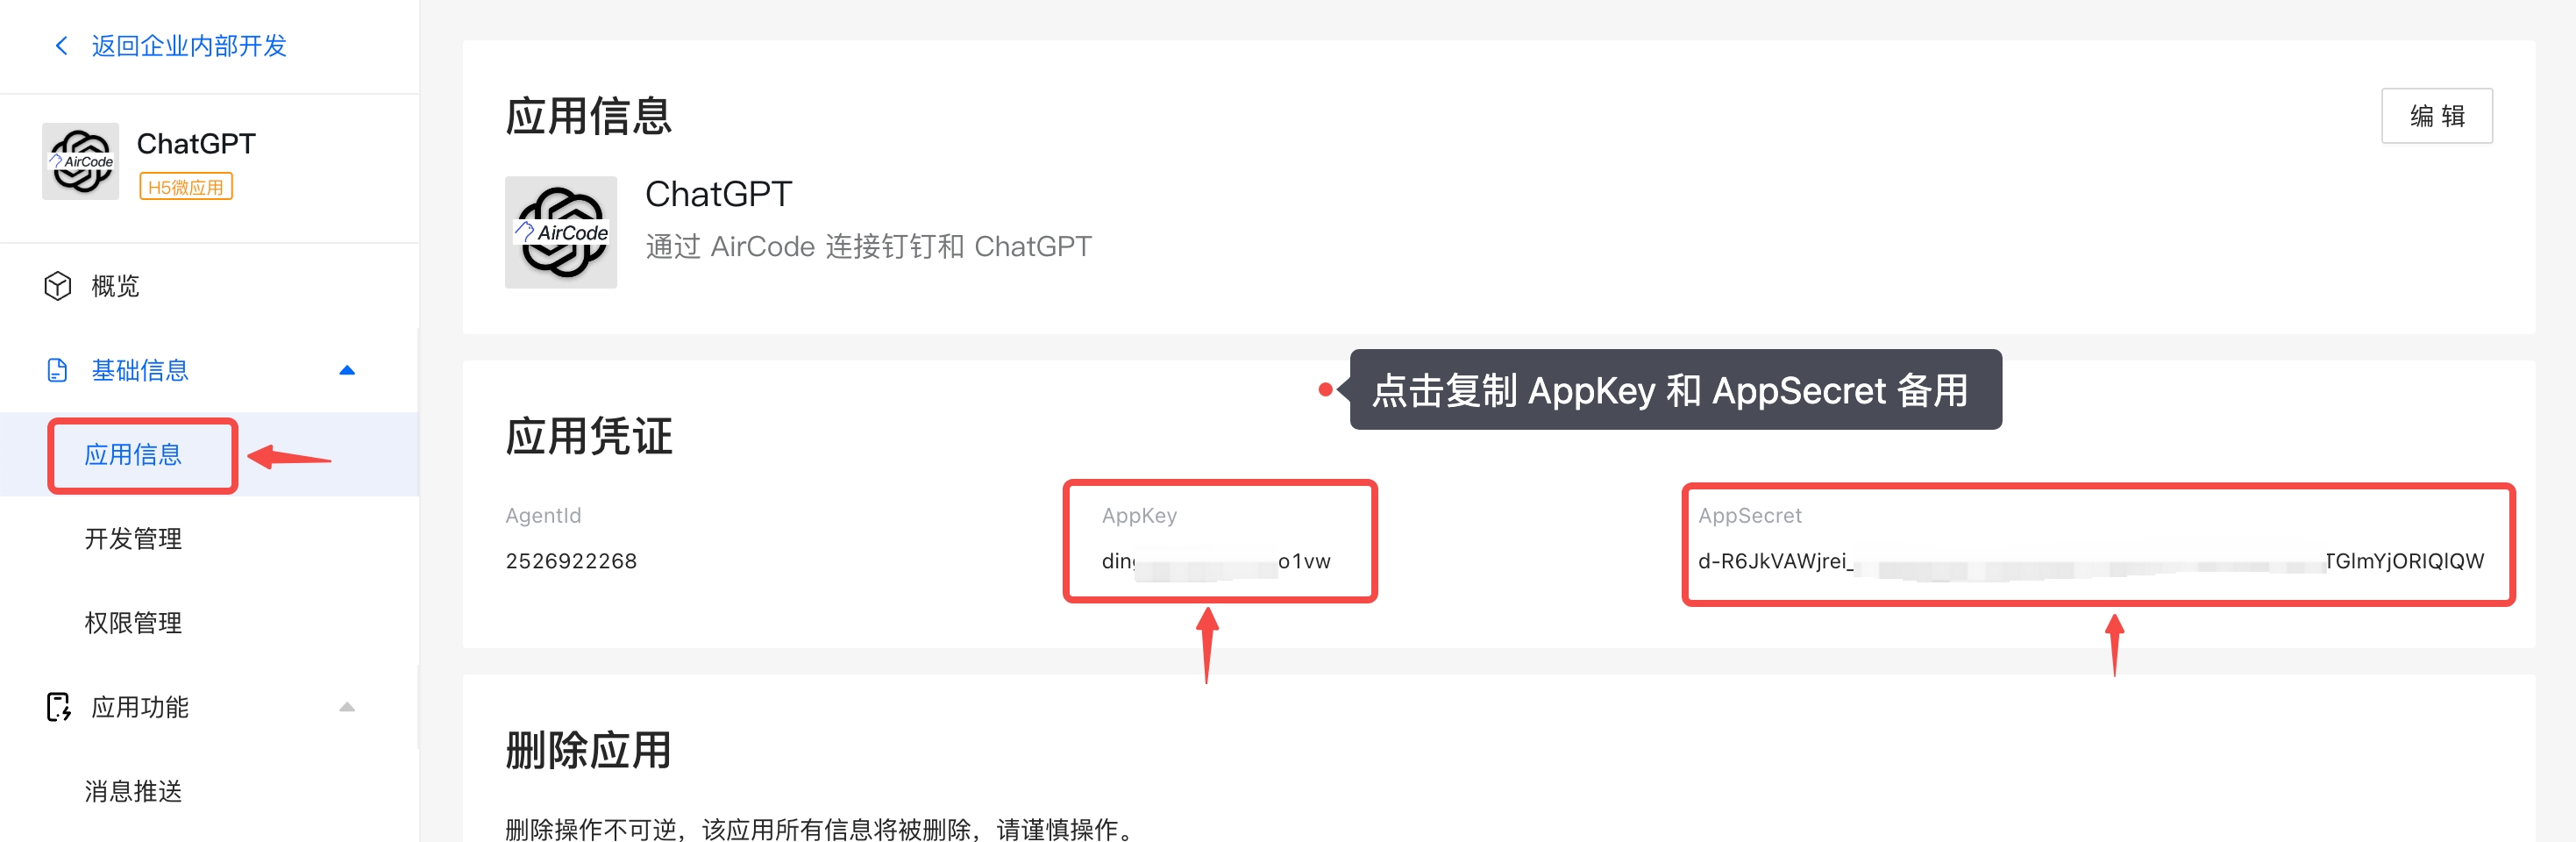 返回企业内部开发
AirCode
ChatGPT
H5微应用
概览
基础信息
应用信息
开发管理
权限管理
应用功能
消息推送
应用信息
编 辑
AirCode
ChatGPT
通过 AirCode 连接钉钉和 ChatGPT
点击复制 AppKey 和 AppSecret 备用
应用凭证
AgentId
AppKey
AppSecret
2526922268
din o1vw
d-R6JkVAWjrei_ TGlmYjORIQlQW
删除应用
删除操作不可逆，该应用所有信息将被删除，请谨慎操作。